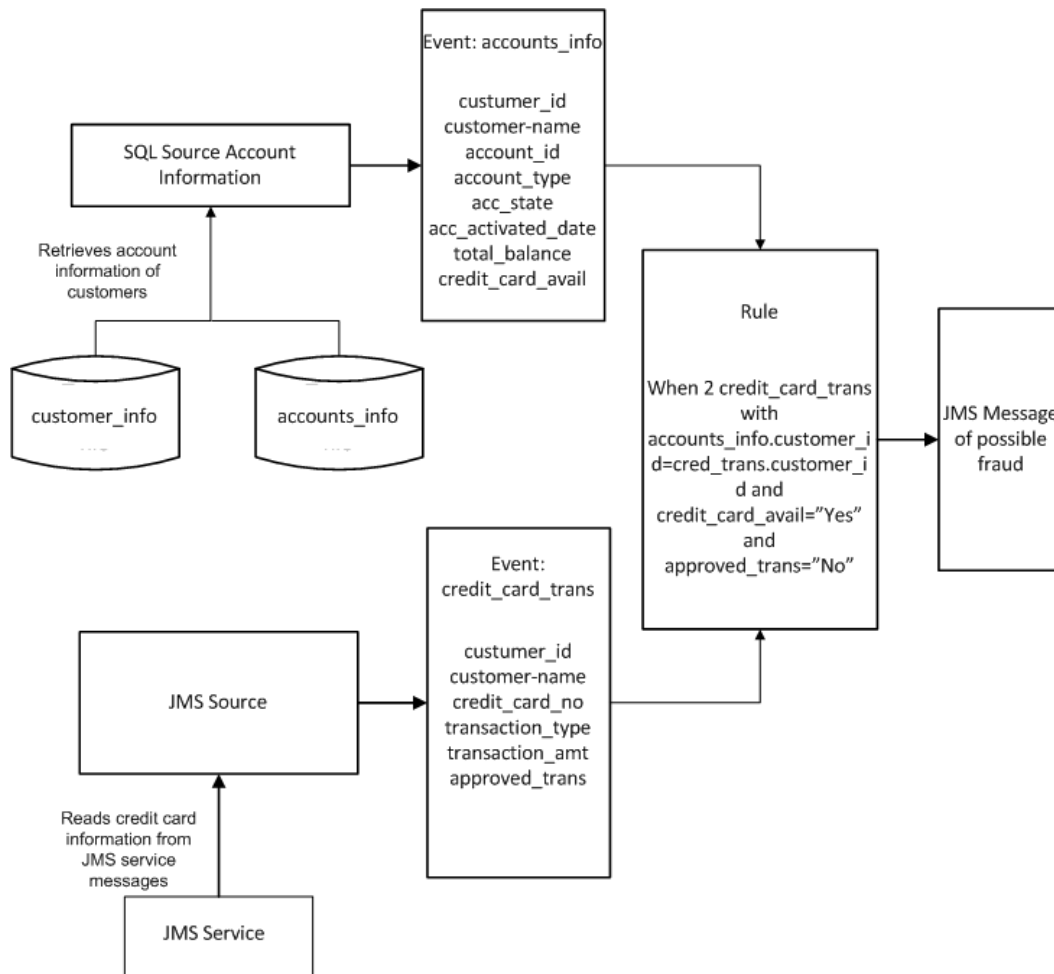 Event: accounts_info
custumer_id
customer-name
account_id
account_type
acc_state
acc_activated_date
total_balance
credit_card_avail
SQL Source Account
Information
Retrieves account
information of
customers
customer_info
accounts_info
Rule
When 2 credit_card_trans
with
accounts_info.customer_i
d=cred_trans.customer_i
d and
credit_card_avail=”Yes”
and
approved_trans=”No”
JMS Message
of possible
fraud
Event:
credit_card_trans
custumer_id
customer-name
credit_card_no
transaction_type
transaction_amt
approved_trans
JMS Source
Reads credit card
information from
JMS service
messages
JMS Service